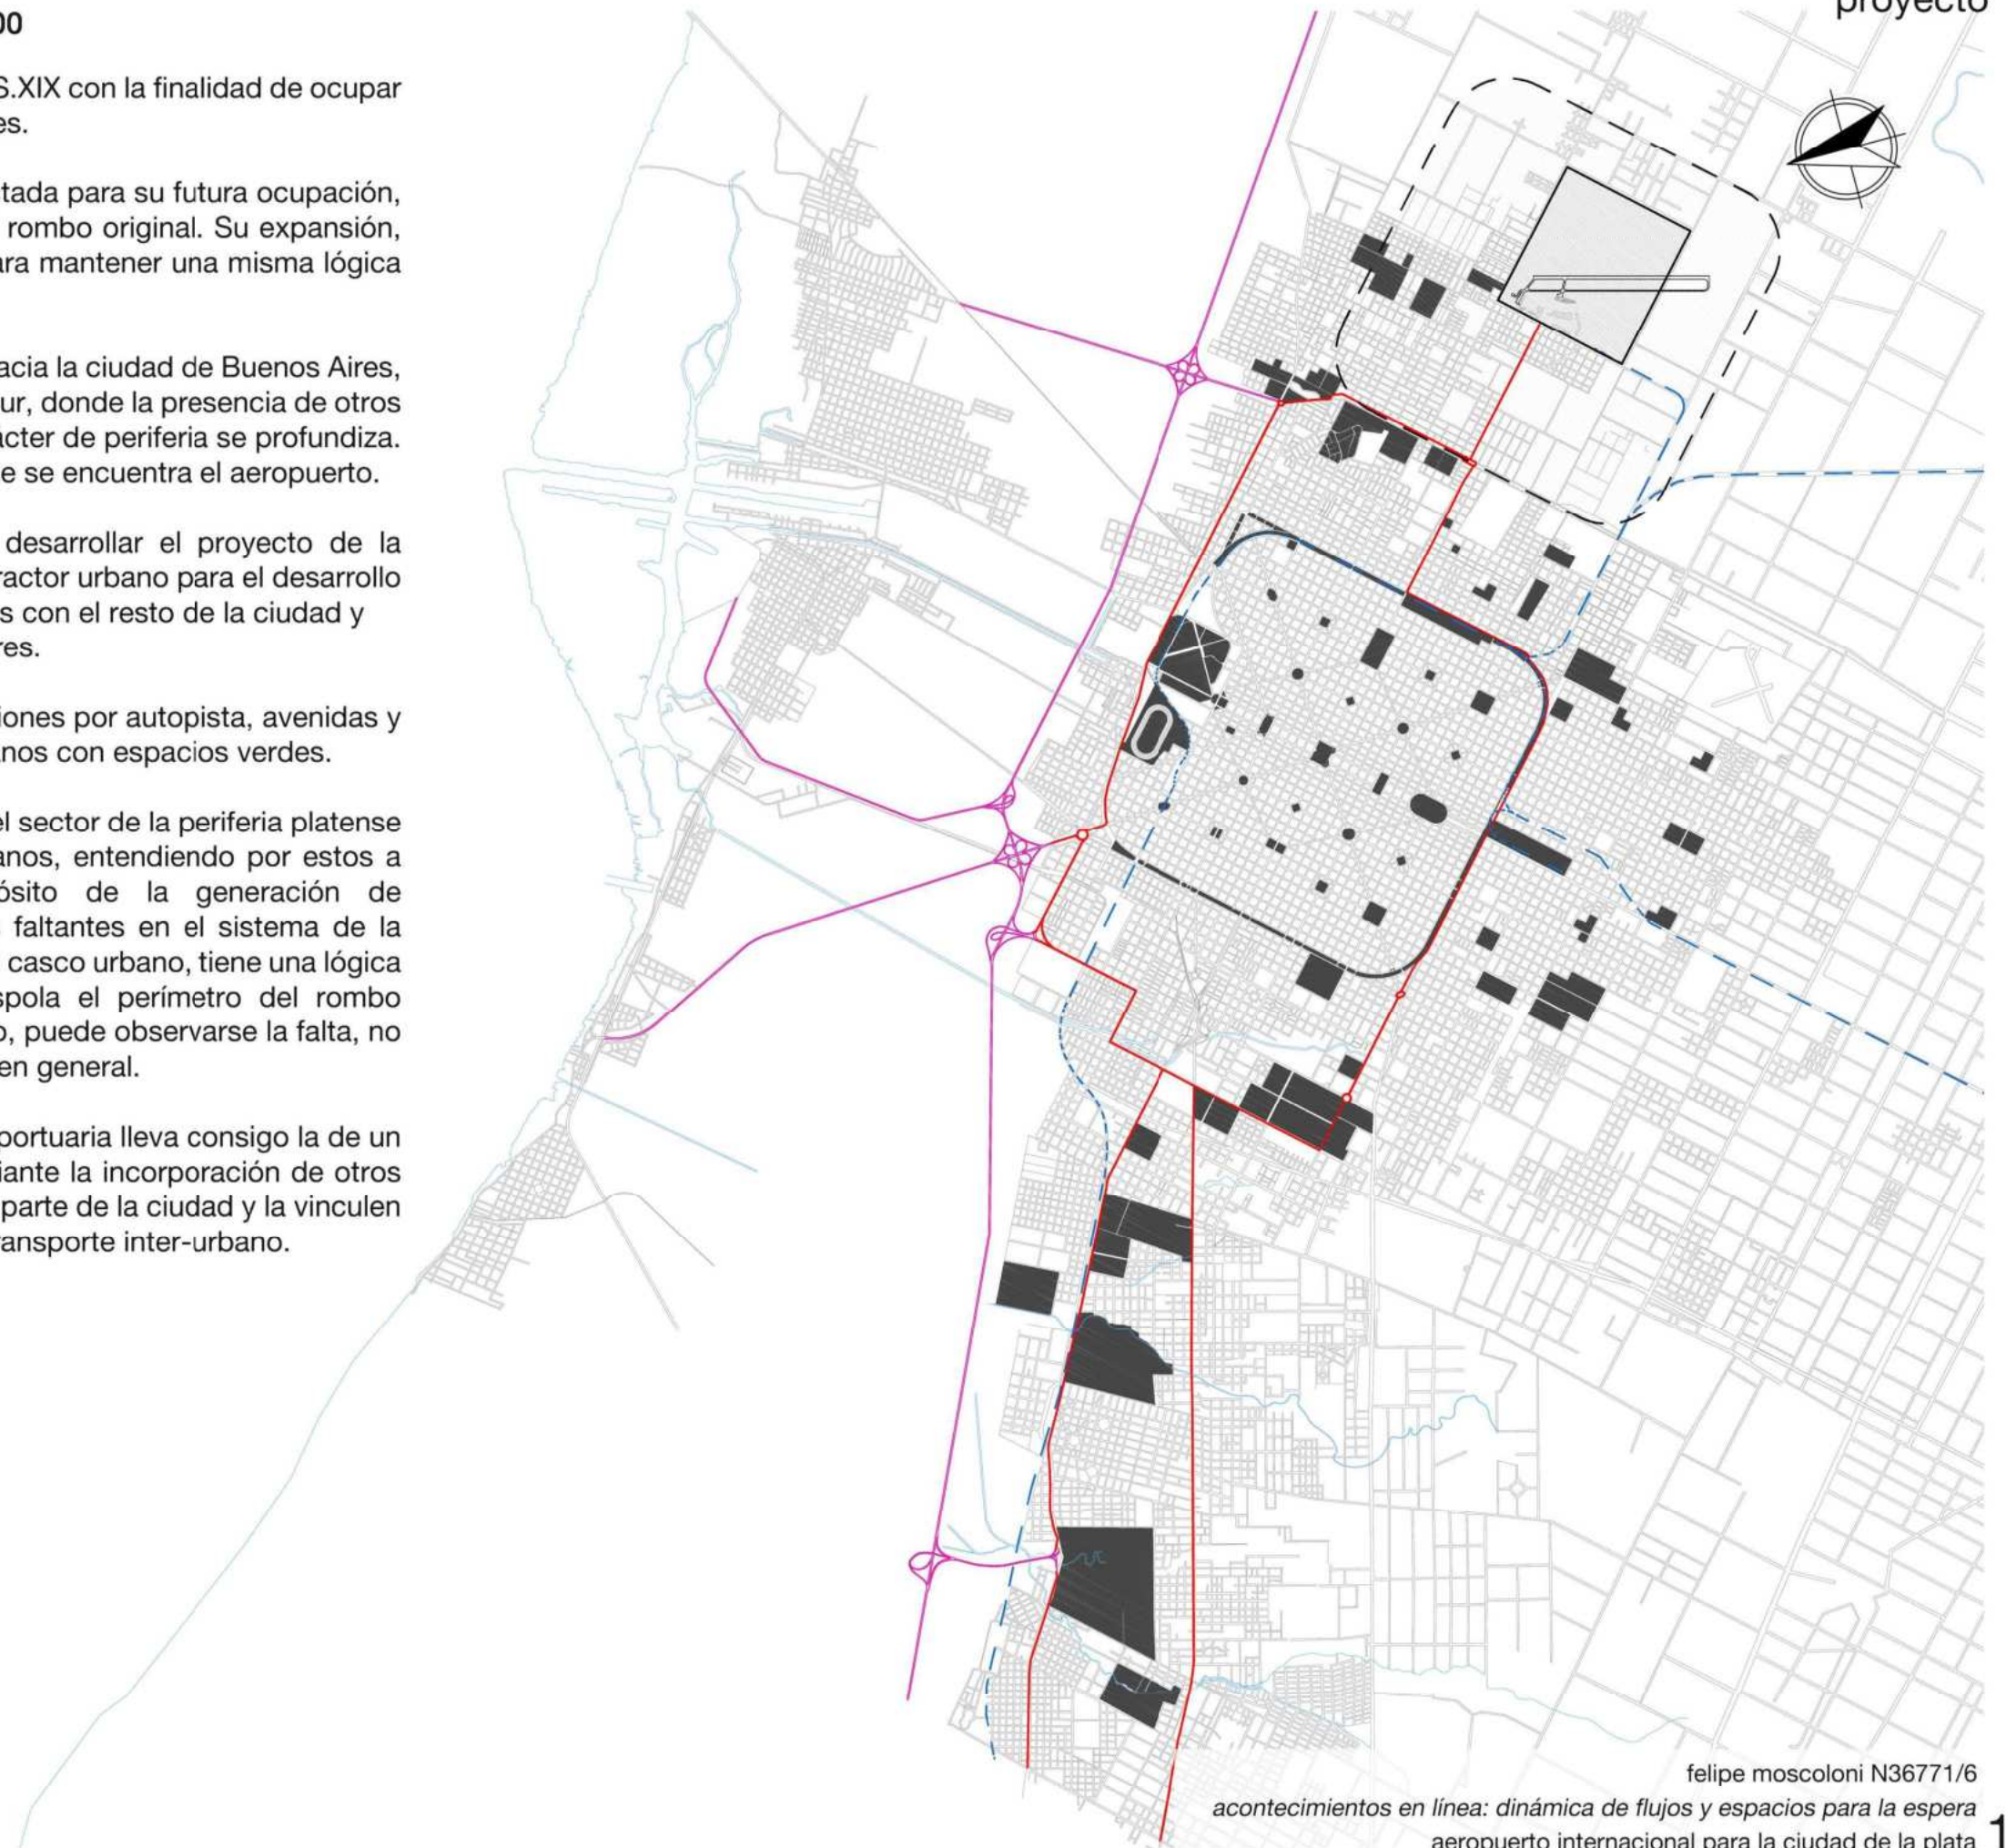 00
proyecto
S.XIX con la finalidad de ocupar
es.
tada para su futura ocupación,
rombo original. Su expansión,
ara mantener una misma lógica
acia la ciudad de Buenos Aires,
ur, donde la presencia de otros
ácter de periferia se profundiza.
e se encuentra el aeropuerto.
desarrollar el proyecto de la
ractor urbano para el desarrollo
s con el resto de la ciudad y
res.
iones por autopista, avenidas y
anos con espacios verdes.
el sector de la periferia platense
anos, entendiendo por estos a
ósito de la generación de
s faltantes en el sistema de la
l casco urbano, tiene una lógica
spola el perímetro del rombo
o, puede observarse la falta, no
en general.
portuaria lleva consigo la de un
diante la incorporación de otros
parte de la ciudad y la vinculen
ransporte inter-urbano.
felipe moscoloni N36771/6
acontecimientos en línea: dinámica de flujos y espacios para la espera
aeropuerto internacional para la ciudad de la plata
1